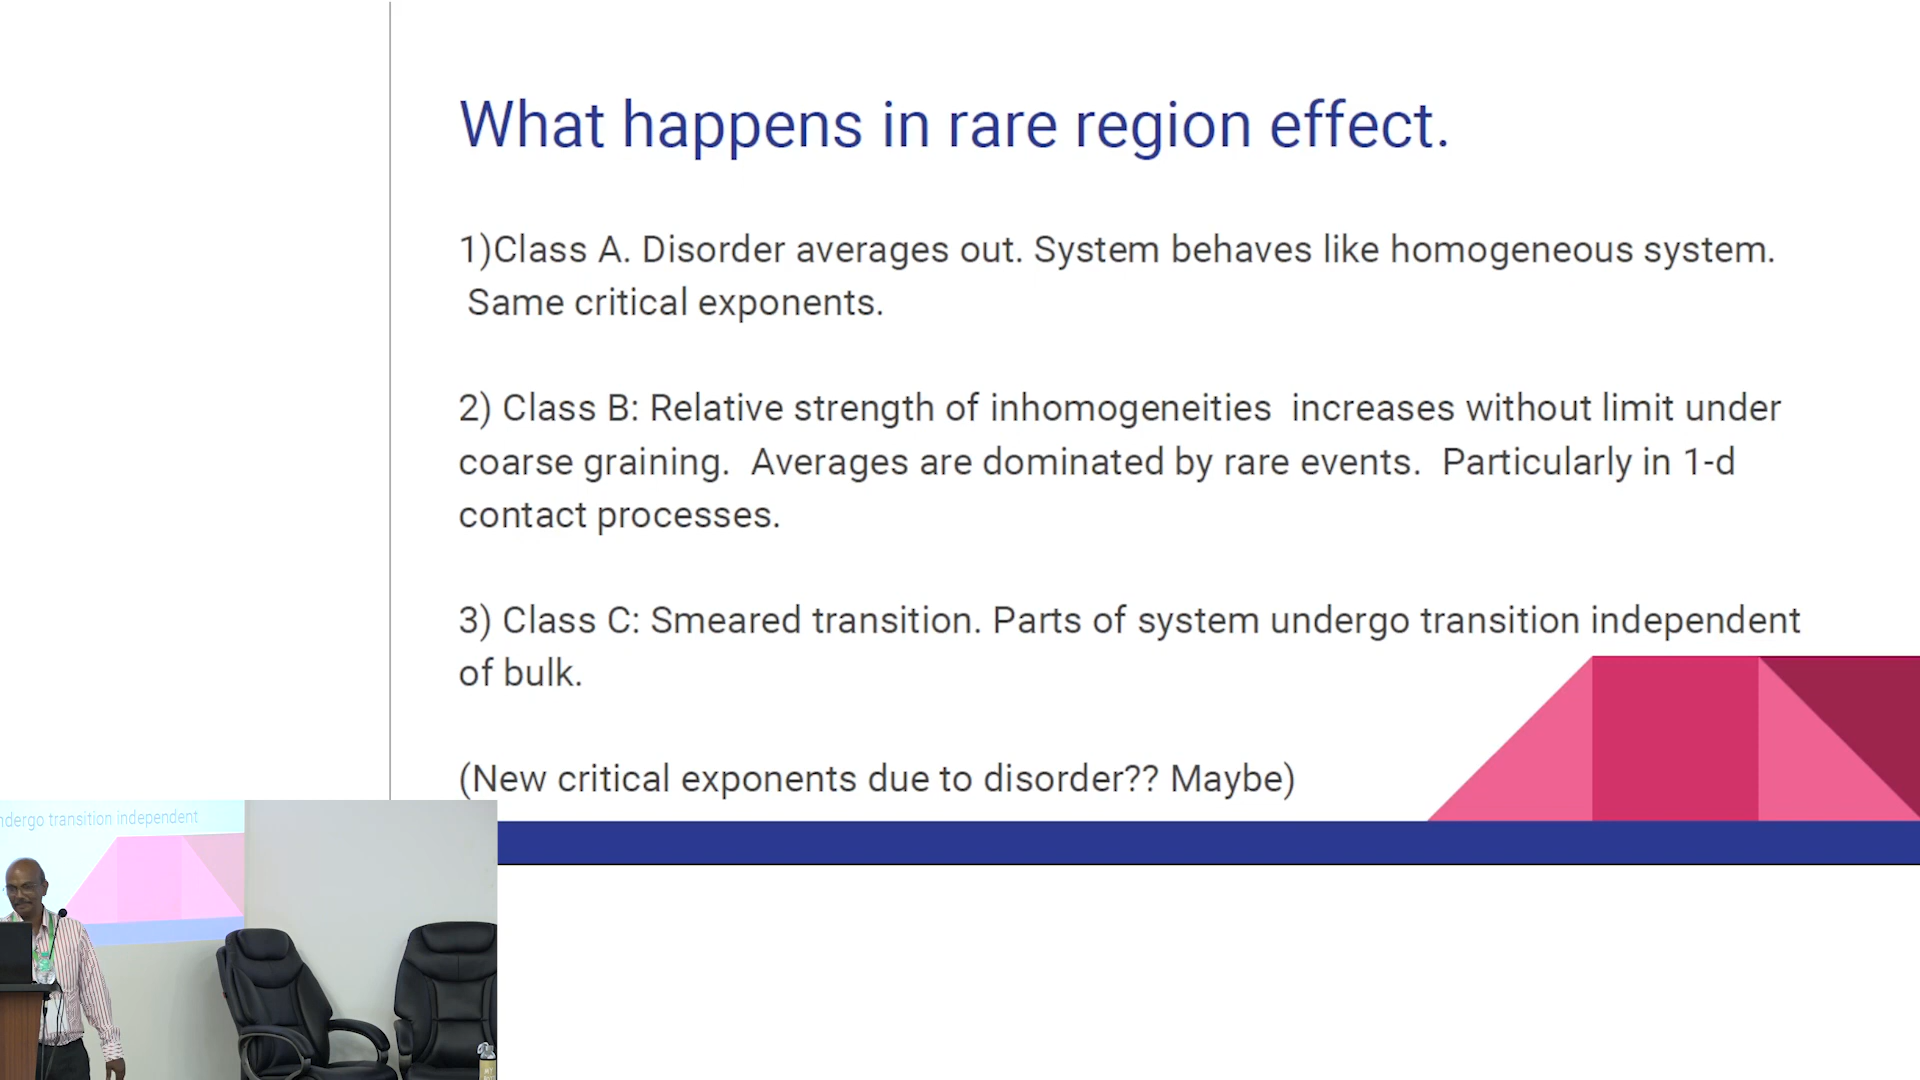 What happens in rare region effect.
1)Class A. Disorder averages out. System behaves like homogeneous system.
Same critical exponents.
2) Class B: Relative strength of inhomogeneities increases without limit under
coarse graining. Averages are dominated by rare events. Particularly in 1-d
contact processes.
3) Class C: Smeared transition. Parts of system undergo transition independent
of bulk.
(New critical exponents due to disorder?? Maybe)
ndergo transition independent